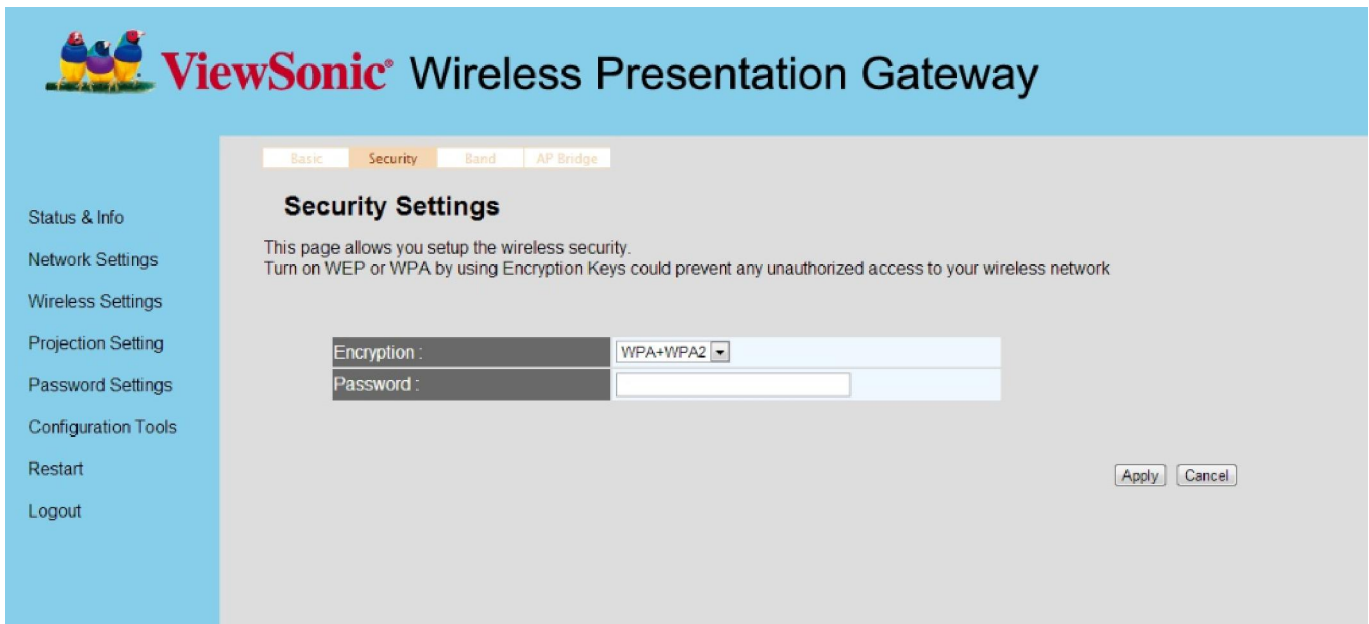 ViewSonic® Wireless Presentation Gateway
Basic Security Band AP Bridge
Security Settings
This page allows you setup the wireless security.
Turn on WEP or WPA by using Encryption Keys could prevent any unauthorized access to your wireless network
Status & Info
Network Settings
Wireless Settings
Projection Setting
Password Settings
Configuration Tools
Restart
Logout
Encryption : WPA+WPA2
Password :
Apply Cancel